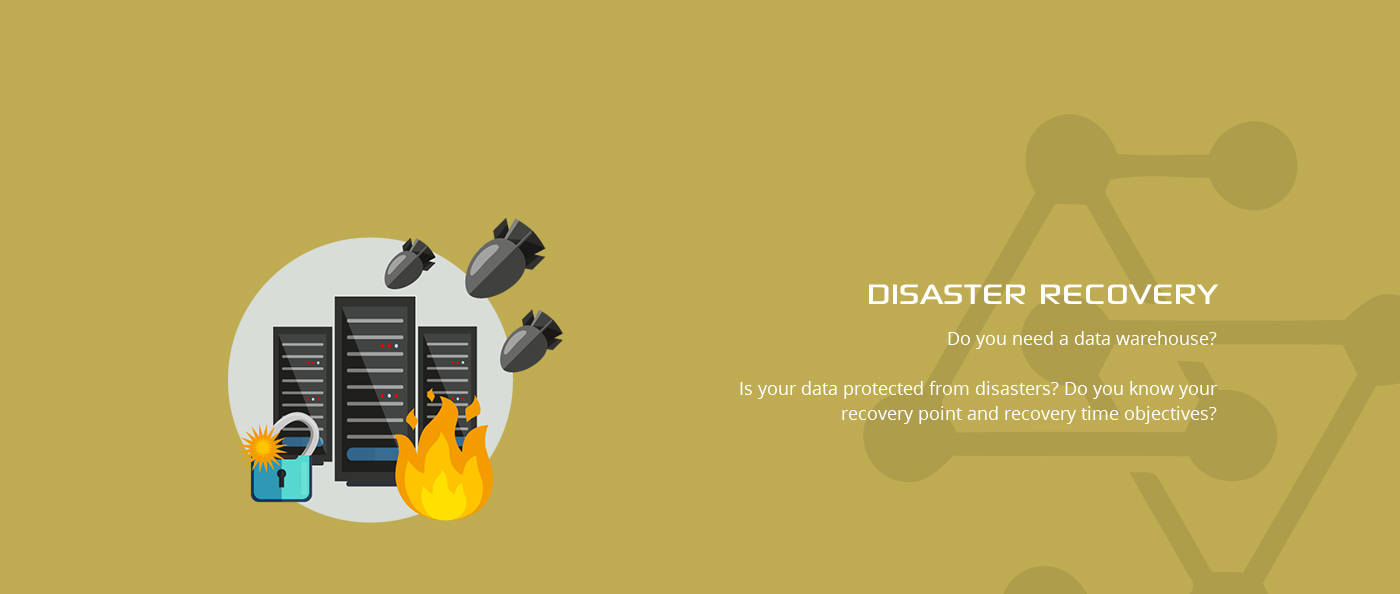 DISASTER RECOVERY
Do you need a data warehouse?
Is your data protected from disasters? Do you know your
recovery point and recovery time objectives?